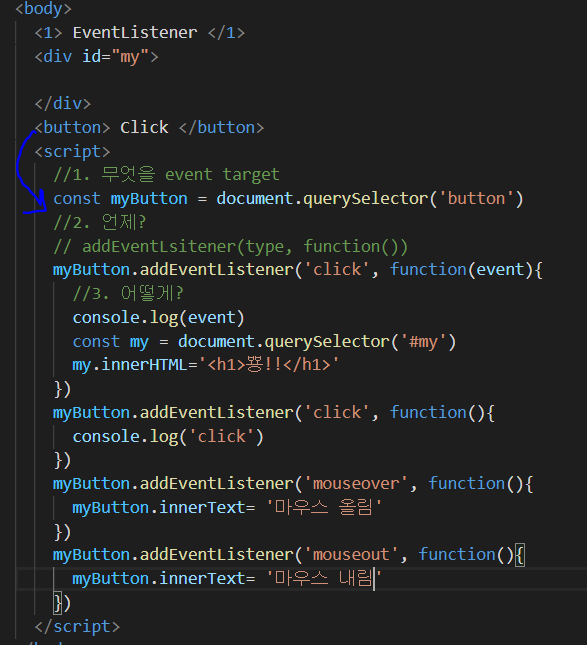 <body>
<1> EventListener </1>
<div id="my">
</div>
<button> Click </button>
<script>
//1. 무엇을 event target
const myButton = document.querySelector('button')
//2. 언제?
// addEventLsitener(type, function())
myButton.addEventListener('click', function(event){
//3. 어떻게?
console.log(event)
const my = document.querySelector('#my')
my.innerHTML='<h1>뿅!!</h1>'
})
myButton.addEventListener('click', function(){
console.log('click')
})
myButton.addEventListener('mouseover', function(){
myButton.innerText= '마우스 올림'
})
myButton.addEventListener('mouseout', function(){
myButton.innerText= '마우스 내림'
})
</script>